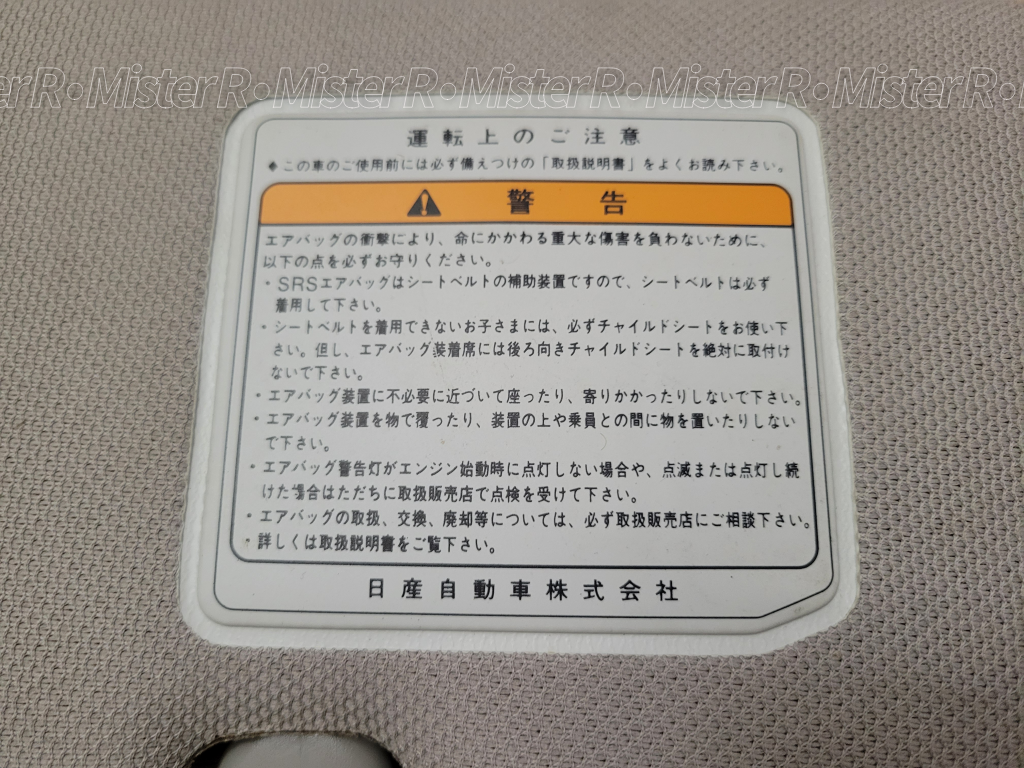 MisterR • MisterR • MisterR • MisterR • MisterR • MisterR
運転上のご注意
◆この車のご使用前には必ず備えつけの「取扱説明書」をよくお読み下さい。
警告
エアバッグの衝撃により、命にかかわる重大な傷害を負わないために、
以下の点を必ずお守りください。
・SRSエアバッグはシートベルトの補助装置ですので、シートベルトは必ず
着用して下さい。
・シートベルトを着用できないお子さまには、必ずチャイルドシートをお使い下
さい。但し、エアバッグ装着席には後ろ向きチャイルドシートを絶対に取付け
ないで下さい。
・エアバッグ装置に不必要に近づいて座ったり、寄りかかったりしないで下さい。
・エアバッグ装置を物で覆ったり、装置の上や乗員との間に物を置いたりしない
で下さい。
・エアバッグ警告灯がエンジン始動時に点灯しない場合や、点滅または点灯し続
けた場合はただちに取扱販売店で点検を受けて下さい。
・エアバッグの取扱、交換、廃却等については、必ず取扱販売店にご相談下さい。
・詳しくは取扱説明書をご覧下さい。
日産自動車株式会社